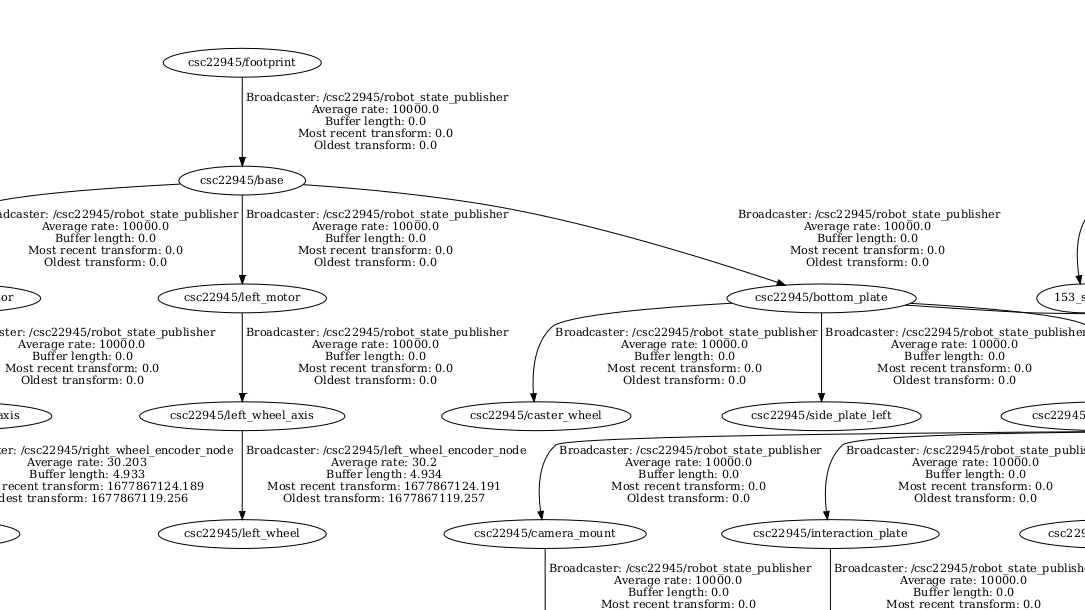 csc22945/footprint
Broadcaster: /csc22945/robot_state_publisher
Average rate: 10000.0
Buffer length: 0.0
Most recent transform: 0.0
Oldest transform: 0.0
csc22945/base
adcaster: /csc22945/robot_state_publisher
Average rate: 10000.0
Buffer length: 0.0
Most recent transform: 0.0
Oldest transform: 0.0
Broadcaster: /csc22945/robot_state_publisher
Average rate: 10000.0
Buffer length: 0.0
Most recent transform: 0.0
Oldest transform: 0.0
Broadcaster: /csc22945/robot_state_publisher
Average rate: 10000.0
Buffer length: 0.0
Most recent transform: 0.0
Oldest transform: 0.0
or
csc22945/left_motor
csc22945/bottom_plate
153_s
ster: /csc22945/robot_state_publisher
Average rate: 10000.0
Buffer length: 0.0
Most recent transform: 0.0
Oldest transform: 0.0
Broadcaster: /csc22945/robot_state_publisher
Average rate: 10000.0
Buffer length: 0.0
Most recent transform: 0.0
Oldest transform: 0.0
Broadcaster: /csc22945/robot_state_publisher
Average rate: 10000.0
Buffer length: 0.0
Most recent transform: 0.0
Oldest transform: 0.0
Broadcaster: /csc22945/robot_state_publishe
Average rate: 10000.0
Buffer length: 0.0
Most recent transform: 0.0
Oldest transform: 0.0
axis
csc22945/left_wheel_axis
csc22945/caster_wheel
csc22945/side_plate_left
csc22945
er: /csc22945/right_wheel_encoder_node
Average rate: 30.203
Buffer length: 4.933
recent transform: 1677867124.189
dest transform: 1677867119.256
Broadcaster: /csc22945/left_wheel_encoder_node
Average rate: 30.2
Buffer length: 4.934
Most recent transform: 1677867124.191
Oldest transform: 1677867119.257
Broadcaster: /csc22945/robot_state_publisher
Average rate: 10000.0
Buffer length: 0.0
Most recent transform: 0.0
Oldest transform: 0.0
Broadcaster: /csc22945/robot_state_publis
Average rate: 10000.0
Buffer length: 0.0
Most recent transform: 0.0
Oldest transform: 0.0
csc22945/left_wheel
csc22945/camera_mount
csc22945/interaction_plate
csc229
Broadcaster: /csc22945/robot_state_publisher
Average rate: 10000.0
Buffer length: 0.0
Most recent transform: 0.0
Broadcaster: /csc22945/robot_state_publishe
Average rate: 10000.0
Buffer length: 0.0
Most recent transform: 0.0